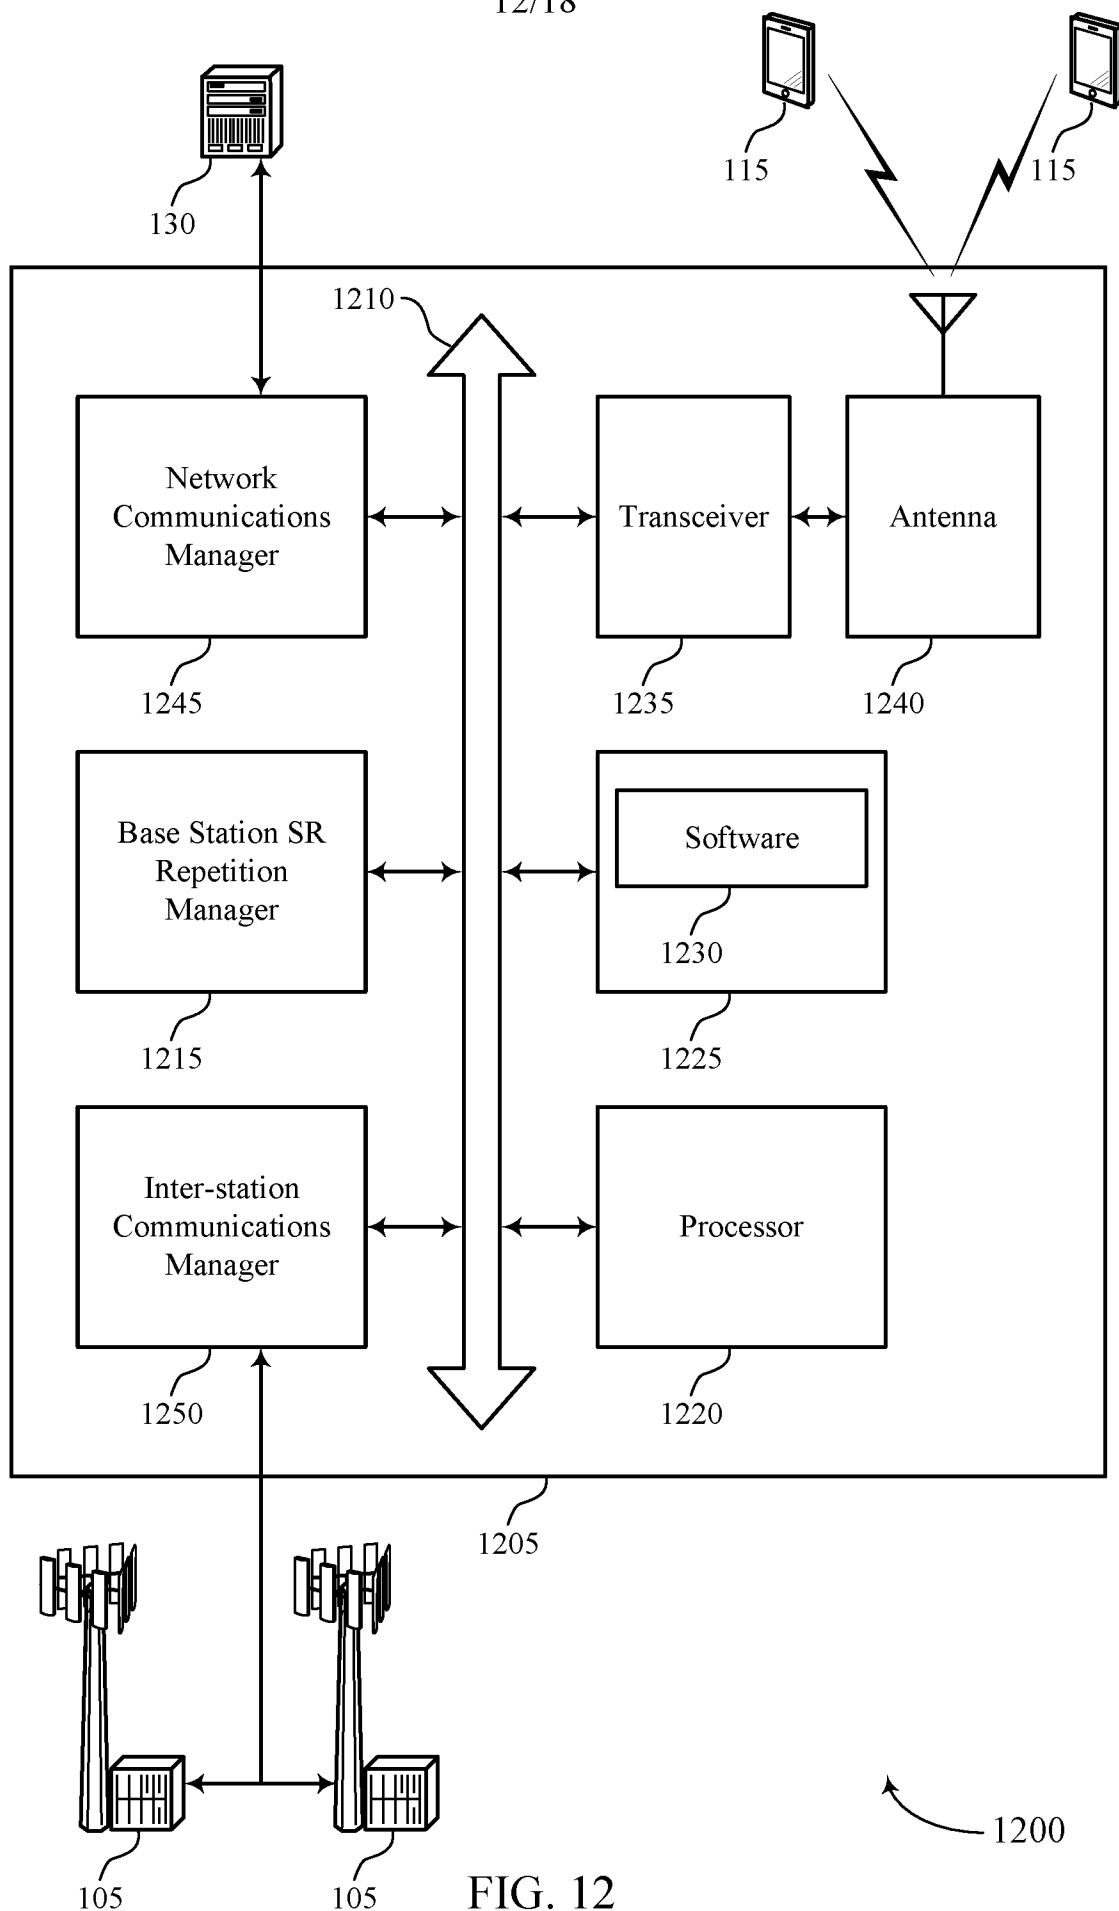 12/18
115
115
130
1210
Network
Communications
Manager
Transceiver
Antenna
1245
1235
1240
Base Station SR
Repetition
Manager
Software
1230
1215
1225
Inter-station
Communications
Manager
Processor
1250
1220
1205
1200
105
105
FIG. 12